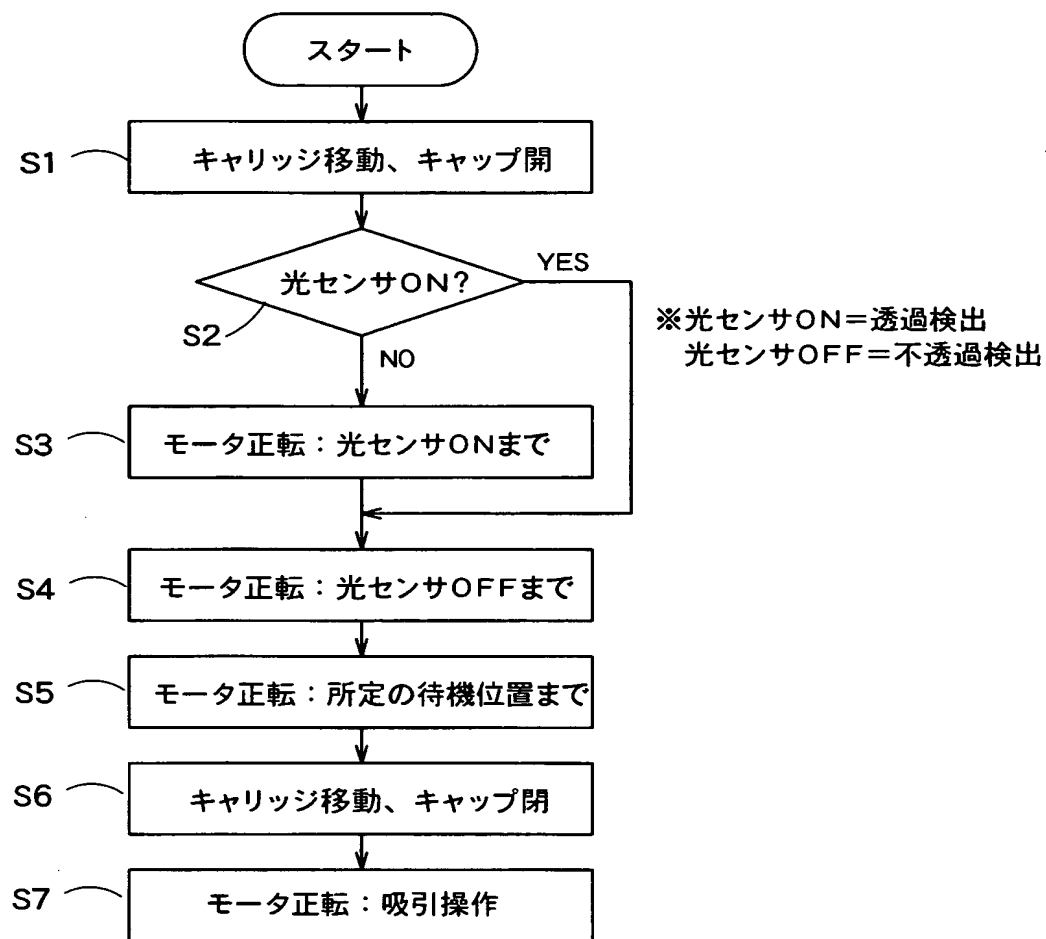 スタート
S1
キャリッジ移動、キャップ開
光センサON?
YES
S2
NO
※光センサON=透過検出
光センサOFF=不透過検出
S3
モータ正転:光センサONまで
S4
モータ正転:光センサOFFまで
S5
モータ正転:所定の待機位置まで
S6
キャリッジ移動、キャップ閉
S7
モータ正転:吸引操作